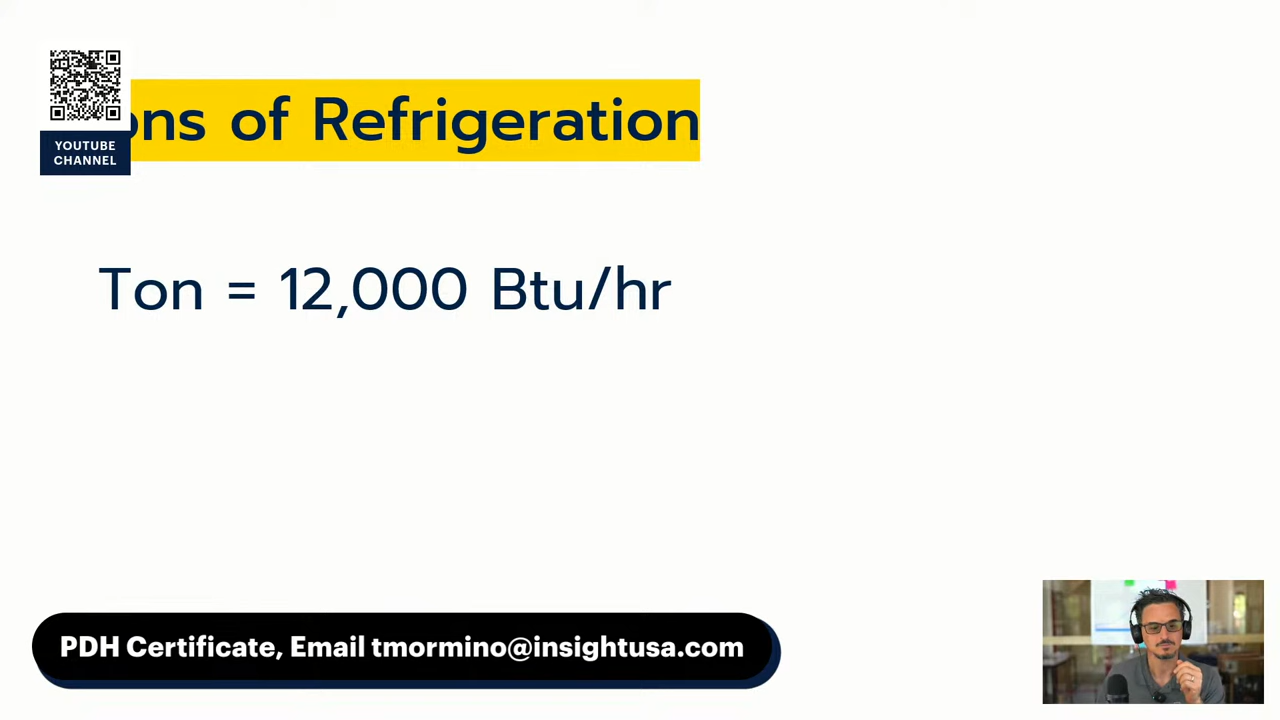 ons of Refrigeration
YOUTUBE
CHANNEL
Ton = 12,000 Btu/hr
PDH Certificate, Email tmormino@insightusa.com